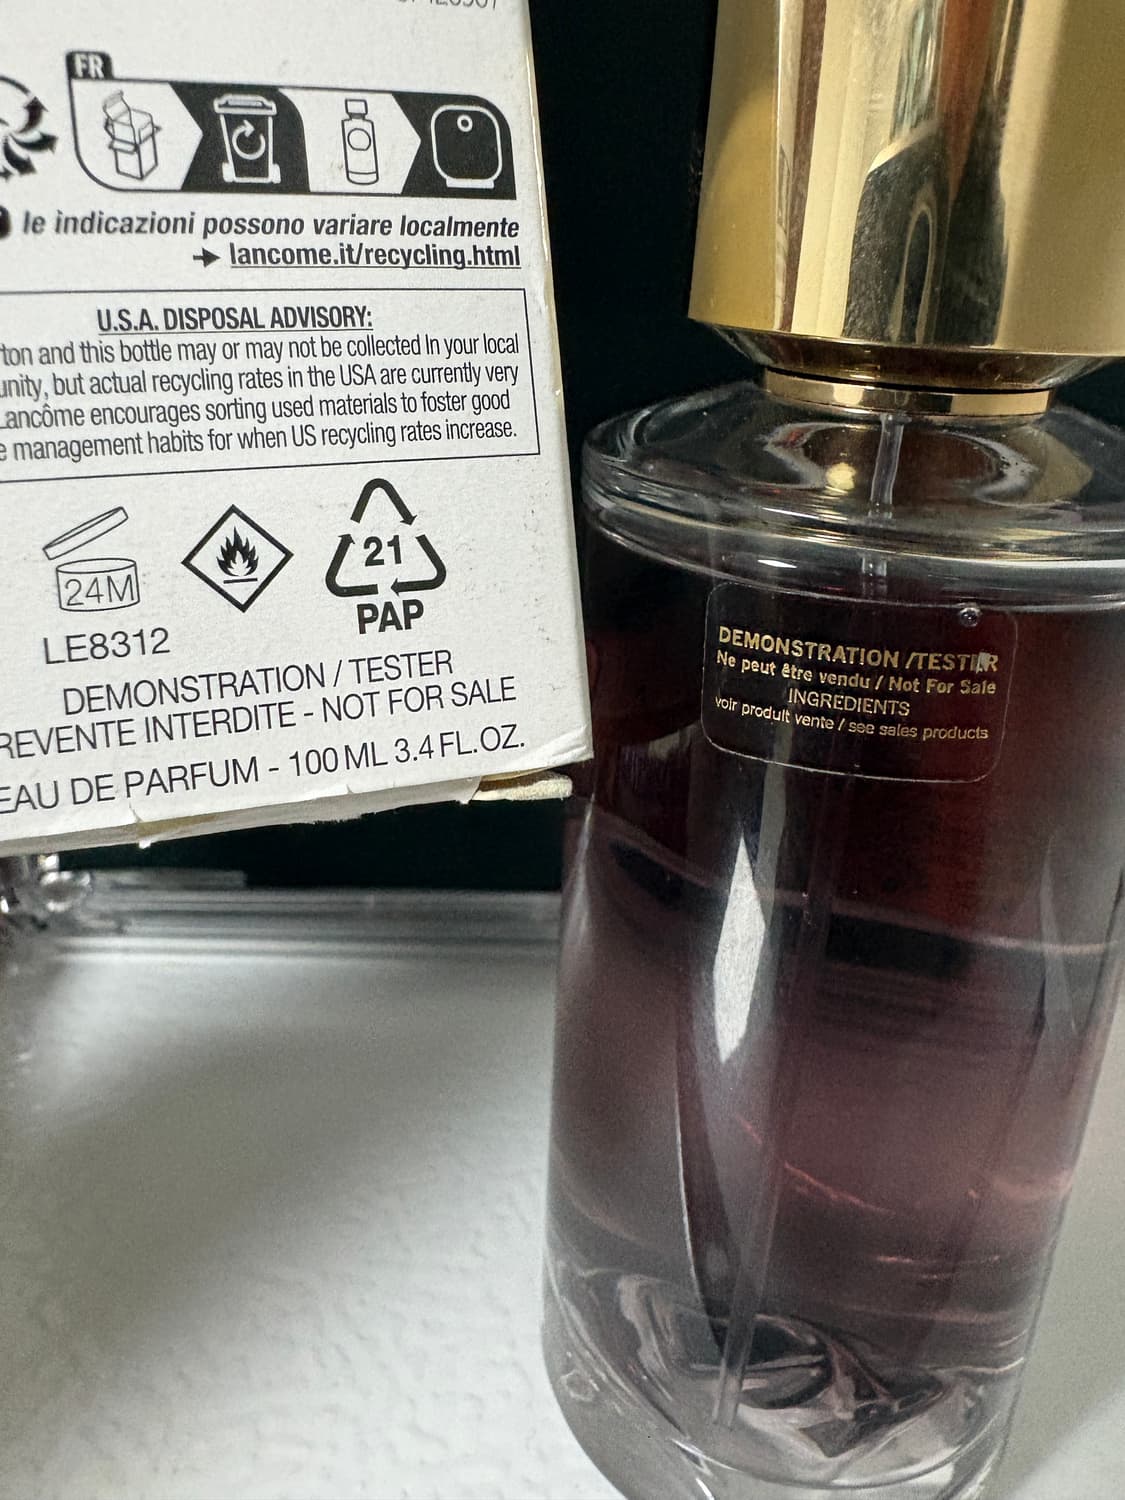 FR
le indicazioni possono variare localmente
→ lancome.it/recycling.html
U.S.A. DISPOSAL ADVISORY:
and this bottle may or may not be collected In your local
but actual recycling rates in the USA are currently very
Lancôme encourages sorting used materials to foster good
management habits for when US recycling rates increase.
24M
21
PAP
LE8312
DEMONSTRATION / TESTER
REVENTE INTERDITE - NOT FOR SALE
EAU DE PARFUM - 100 ML 3.4 FL.OZ.
DEMONSTRATION /TESTER
Ne peut être vendu / Not For Sale
INGREDIENTS
voir produit vente / see sales products